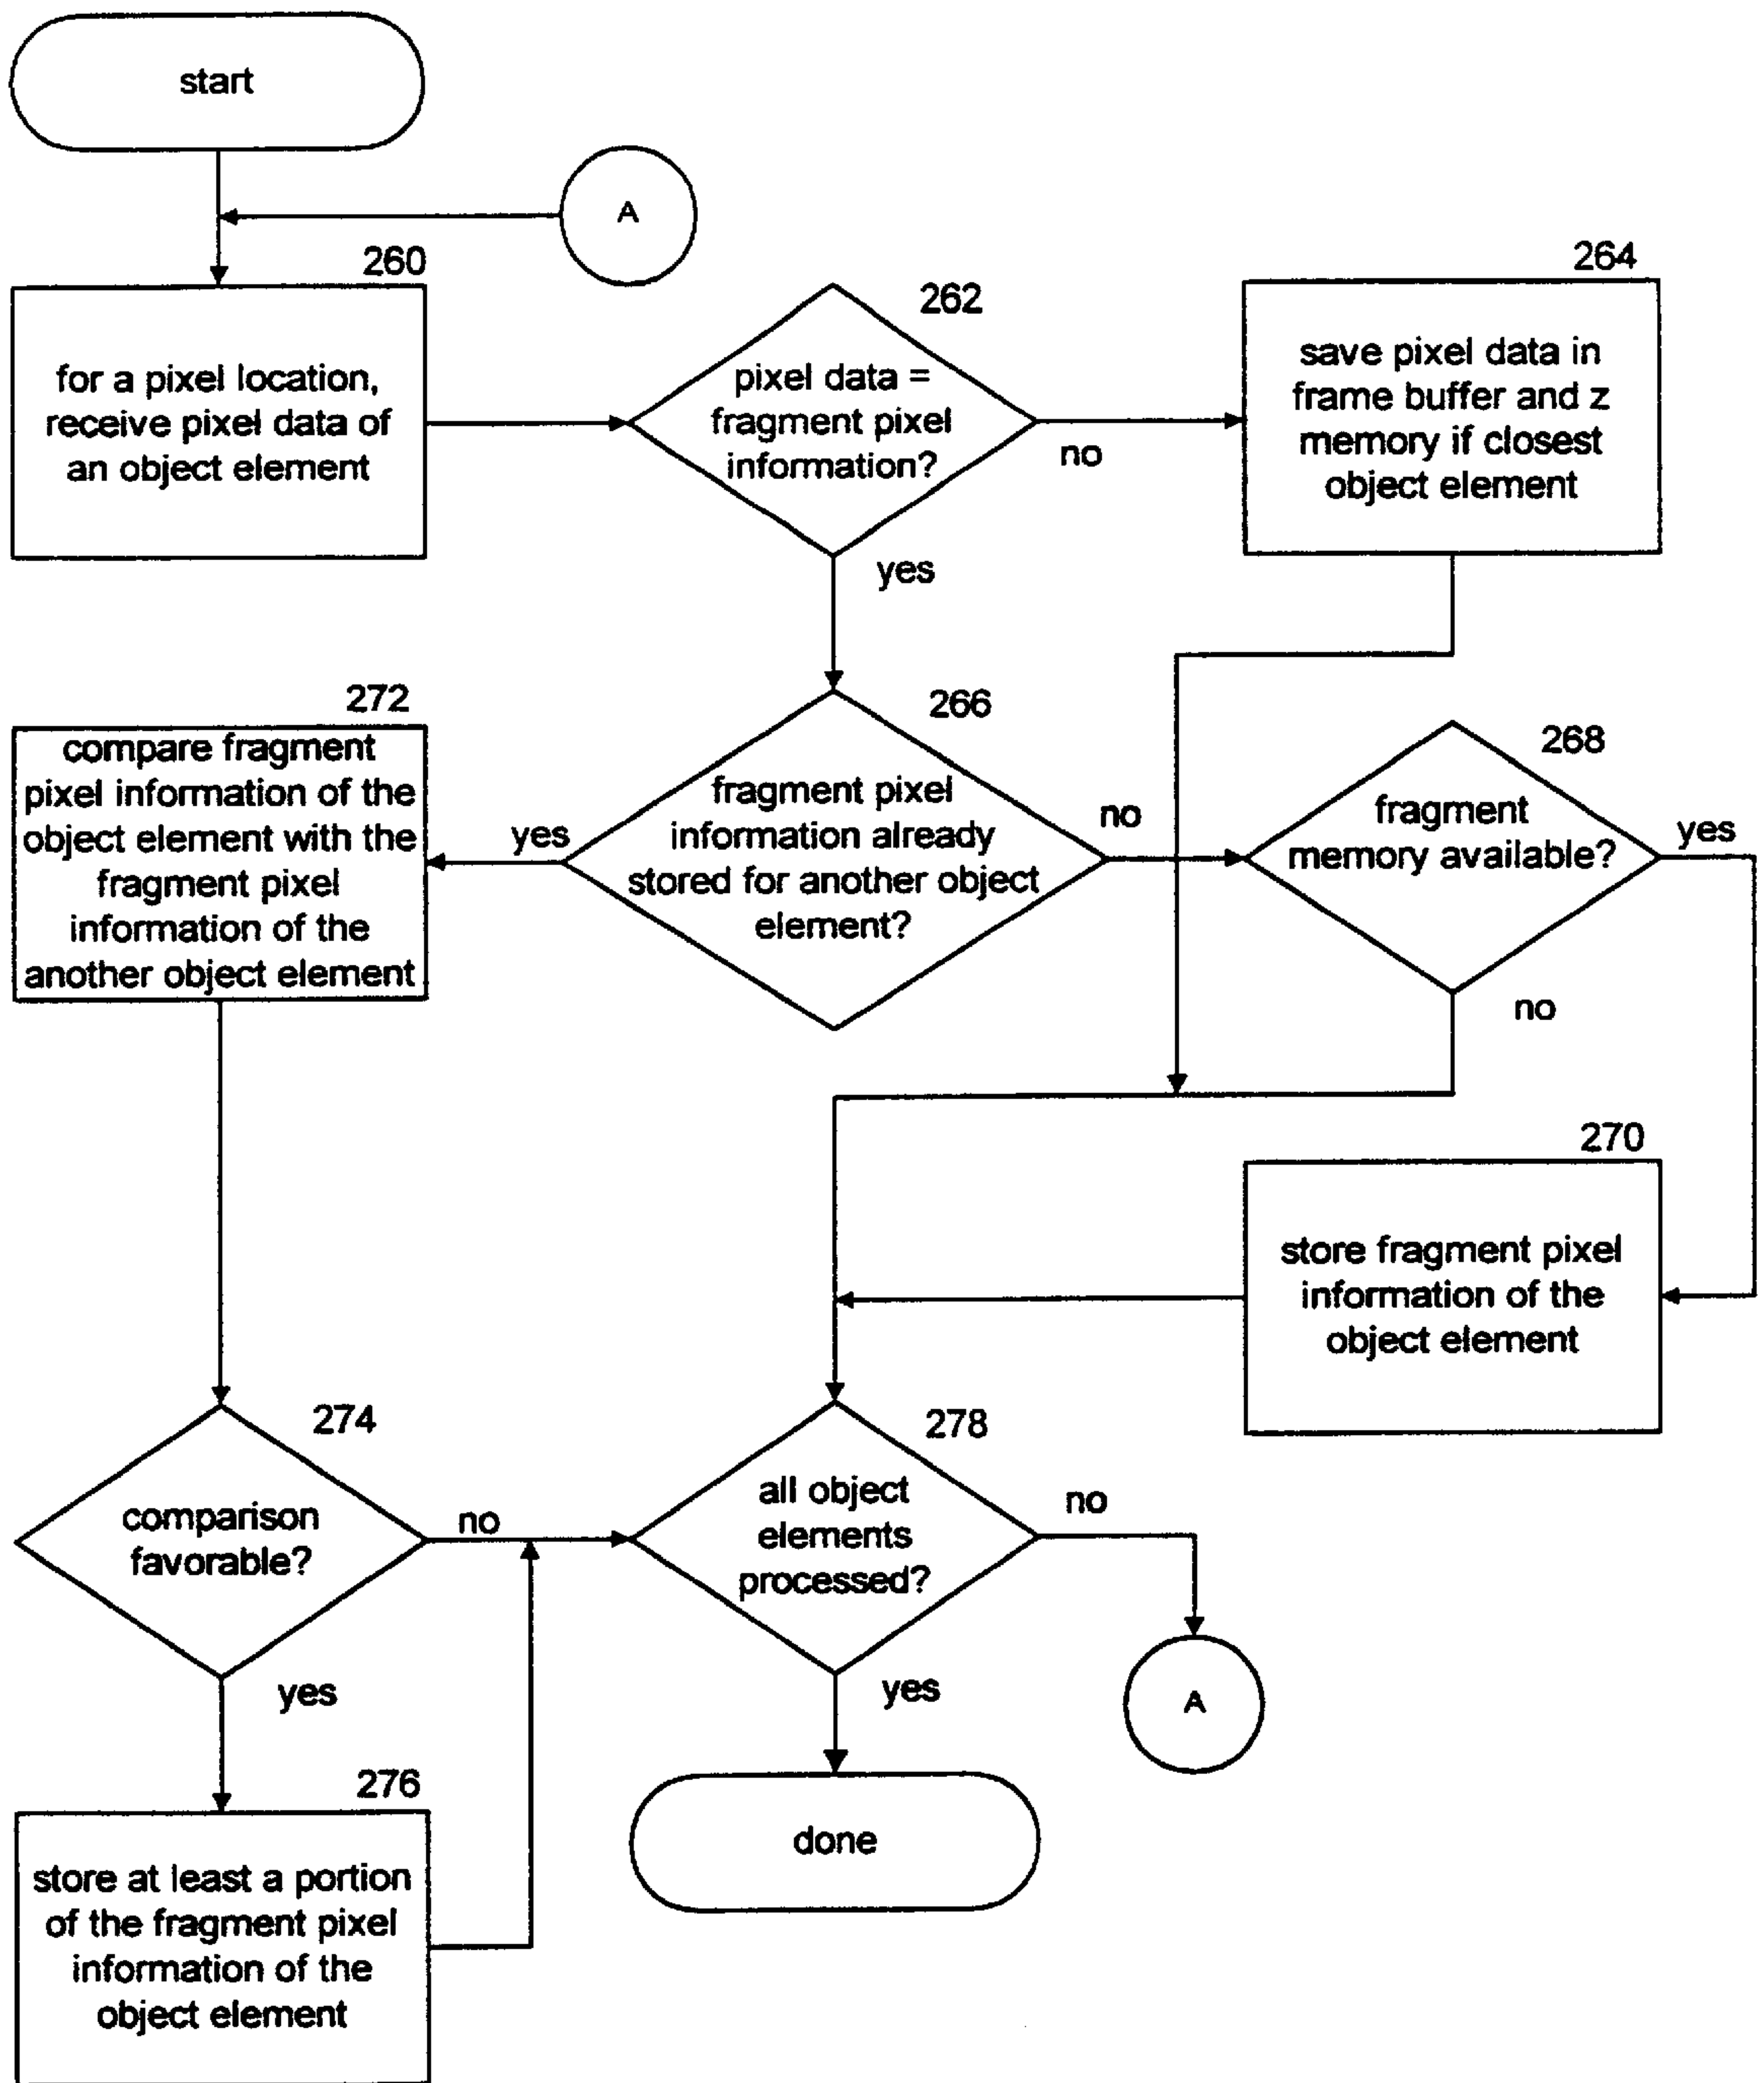 start
A
260
for a pixel location,
receive pixel data of
an object element
262
pixel data =
fragment pixel
information?
no
yes
264
save pixel data in
frame buffer and z
memory if closest
object element
272
compare fragment
pixel information of the
object element with the
fragment pixel
information of the
another object element
yes
266
fragment pixel
information already
stored for another object
element?
no
268
fragment
memory available?
yes
no
270
store fragment pixel
information of the
object element
274
comparison
favorable?
no
yes
278
all object
elements
processed?
no
yes
A
276
store at least a portion
of the fragment pixel
information of the
object element
done